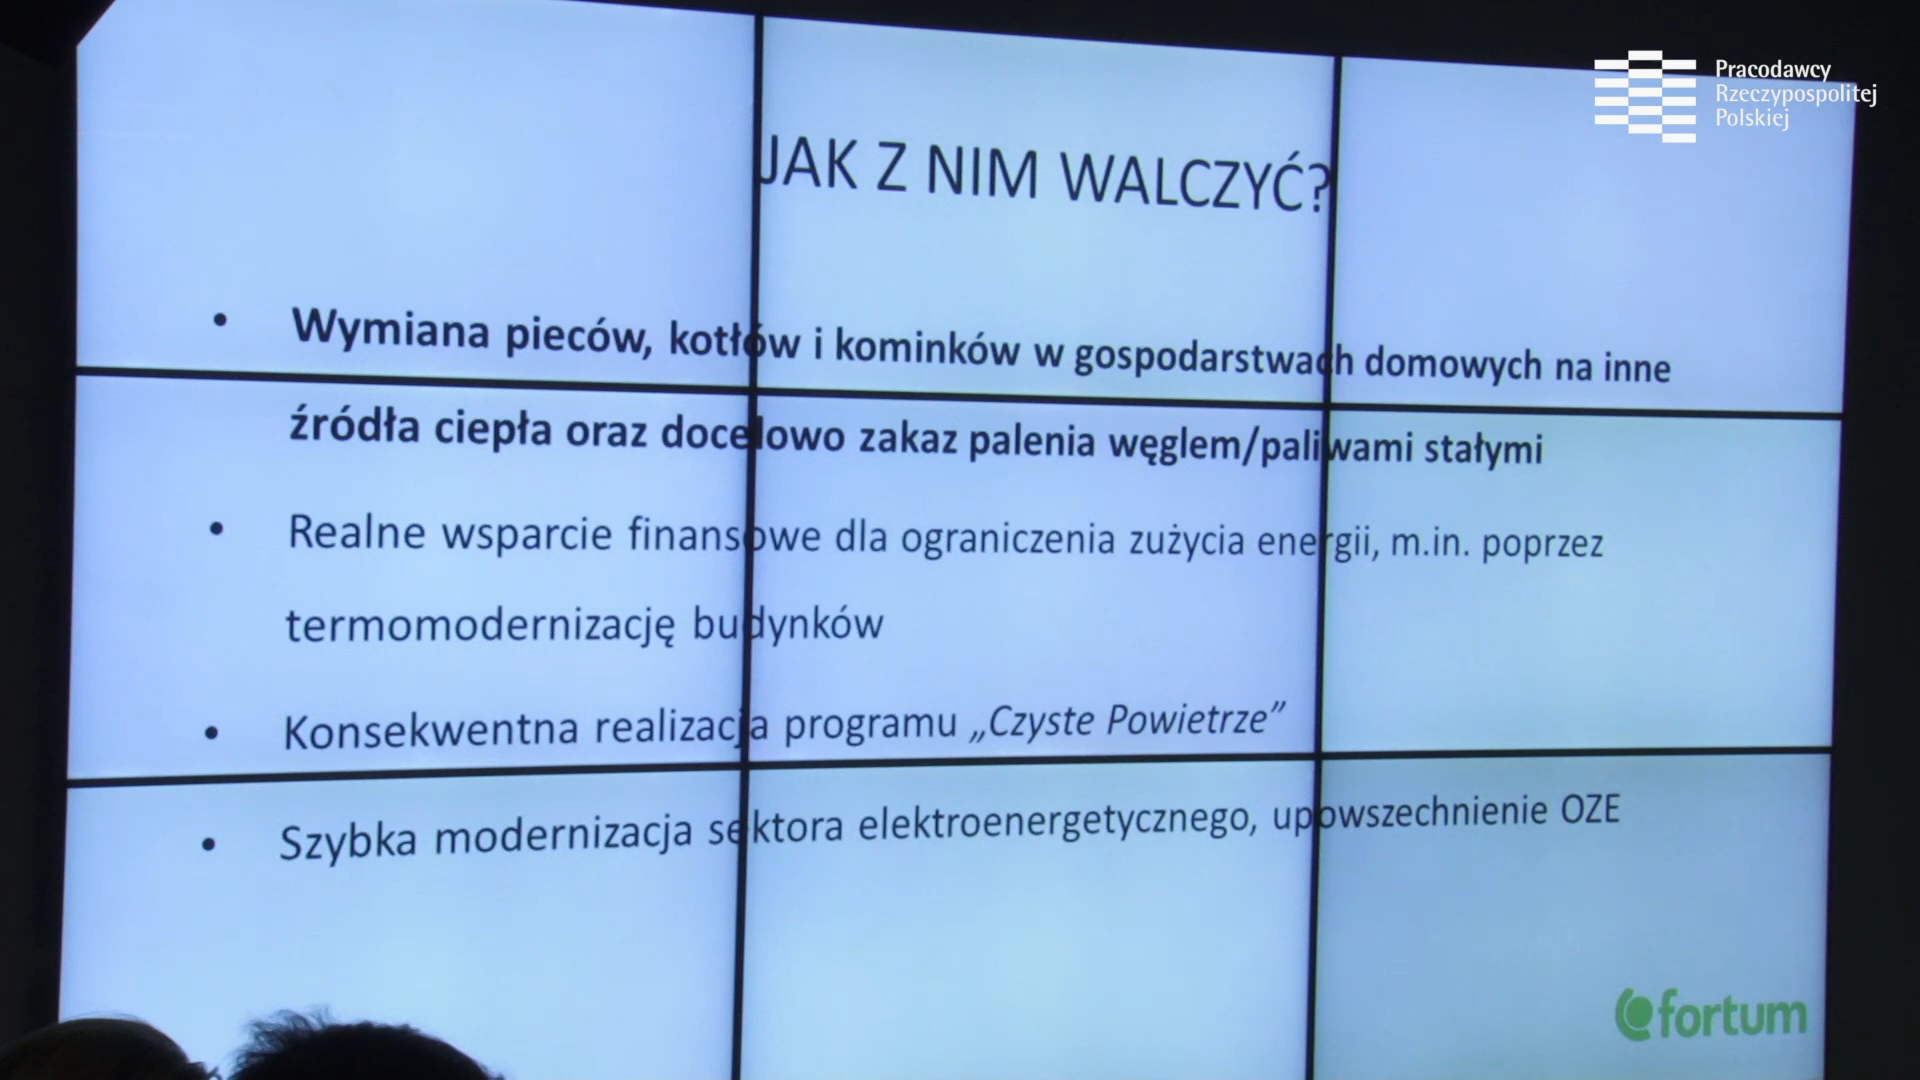 Pracodawcy
Rzeczypospolitej
Polskiej
JAK Z NIM WALCZYĆ?
• Wymiana pieców, kotłów i kominków w gospodarstwach domowych na inne
źródła ciepła oraz docelowo zakaz palenia węglem/paliwami stałymi
• Realne wsparcie finansowe dla ograniczenia zużycia energii, m.in. poprzez
termomodernizację budynków
• Konsekwentna realizacja programu „Czyste Powietrze”
• Szybka modernizacja sektora elektroenergetycznego, upowszechnienie OZE
fortum